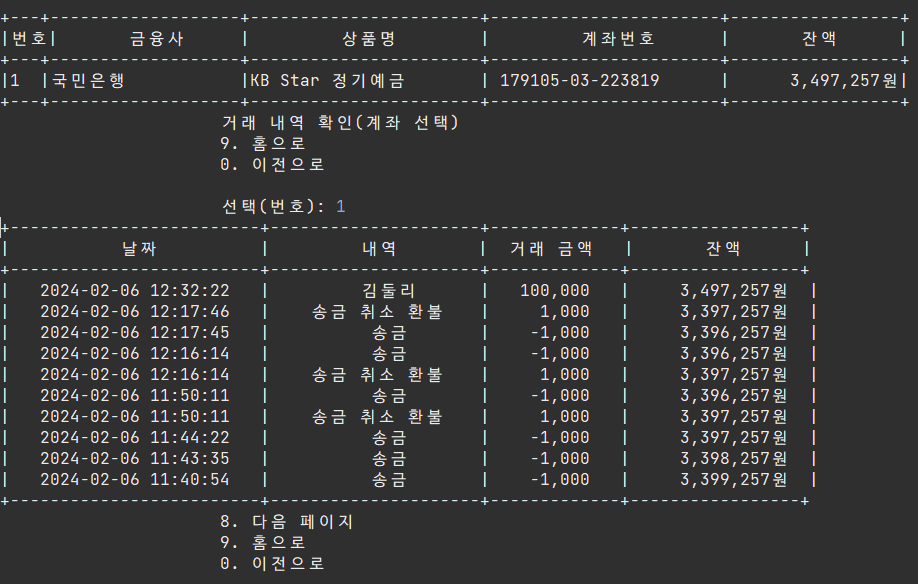 +---+-------------------+-----------------------+-----------------------+-----------------+
|번호|       금융사      |         상품명        |         계좌번호      |       잔액      |
+---+-------------------+-----------------------+-----------------------+-----------------+
|1  |국민은행           |KB Star 정기예금       | 179105-03-223819      |      3,497,257원|
+---+-------------------+-----------------------+-----------------------+-----------------+
거래 내역 확인(계좌 선택)
9. 홈으로
0. 이전으로
선택(번호): 1
+-------------------------+---------------------+-------------+-----------------+
|           날짜          |         내역        |  거래 금액  |       잔액      |
+-------------------------+---------------------+-------------+-----------------+
|   2024-02-06 12:32:22   |         김둘리      |   100,000   |     3,497,257원  |
|   2024-02-06 12:17:46   |    송금 취소 환불   |     1,000   |     3,397,257원  |
|   2024-02-06 12:17:45   |          송금       |    -1,000   |     3,396,257원  |
|   2024-02-06 12:16:14   |          송금       |    -1,000   |     3,396,257원  |
|   2024-02-06 12:16:14   |    송금 취소 환불   |     1,000   |     3,397,257원  |
|   2024-02-06 11:50:11   |          송금       |    -1,000   |     3,396,257원  |
|   2024-02-06 11:50:11   |    송금 취소 환불   |     1,000   |     3,397,257원  |
|   2024-02-06 11:44:22   |          송금       |    -1,000   |     3,397,257원  |
|   2024-02-06 11:43:35   |          송금       |    -1,000   |     3,398,257원  |
|   2024-02-06 11:40:54   |          송금       |    -1,000   |     3,399,257원  |
+-------------------------+---------------------+-------------+-----------------+
8. 다음 페이지
9. 홈으로
0. 이전으로